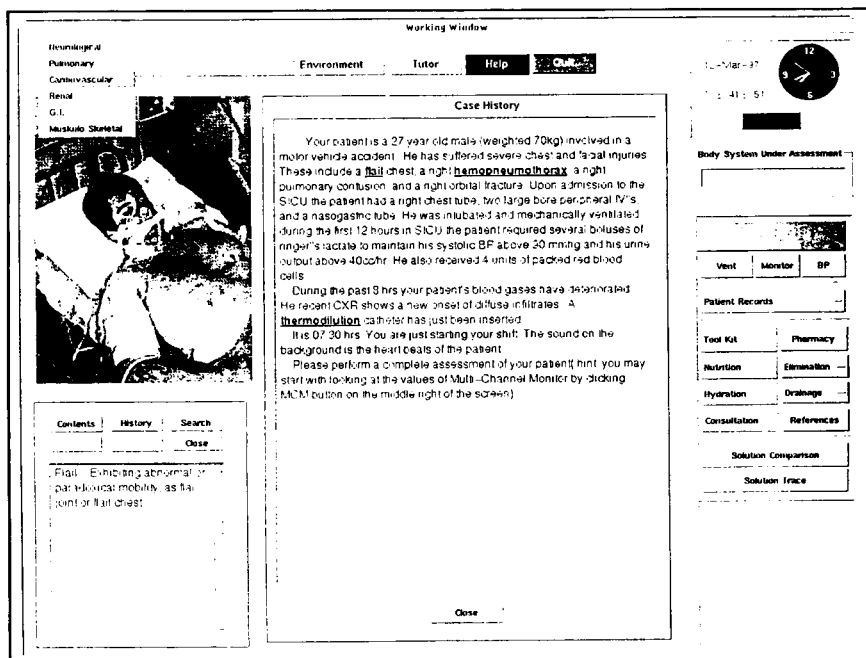 Working Window
Neurological
Pulmonary
Cardiovascular
Renal
G.I.
Muskulo Skeletal
Environment Tutor Help Quit
12
3
6
9
Case History
Your patient is a 27 year old male (weighted 70kg) involved in a
motor vehicle accident. He has suffered severe chest and facial injuries
These include a flail chest, a right hemopneumothorax, a right
pulmonary contusion, and a right orbital fracture. Upon admission to the
SICU the patient had a right chest tube, two large bore peripheral IV"s,
and a nasogastric tube. He was intubated and mechanically ventilated
during the first 12 hours in SICU the patient required several boluses of
ringer"s lactate to maintain his systolic BP above 90 mmhg and his urine
output above 40cc/hr. He also received 4 units of packed red blood
cells.
During the past 8 hrs your patient's blood gases have deteriorated.
He recent CXR shows a new onset of diffuse infiltrates. A
thermodilution catheter has just been inserted.
It is 07:30 hrs. You are just starting your shift. The sound on the
background is the heart beats of the patient.
Please perform a complete assessment of your patient( hint: you may
start with looking at the values of Multi-Channel Monitor by clicking
MCM button on the middle right of the screen)
Close
Body System Under Assessment
Vent Monitor BP
Patient Records
Tool Kit Pharmacy
Nutrition Elimination
Hydration Drainage
Consultation References
Solution Comparison
Solution Trace
Contents History Search
Close
Flail Exhibiting abnormal or
paradoxical mobility, as flail
joint or flail chest